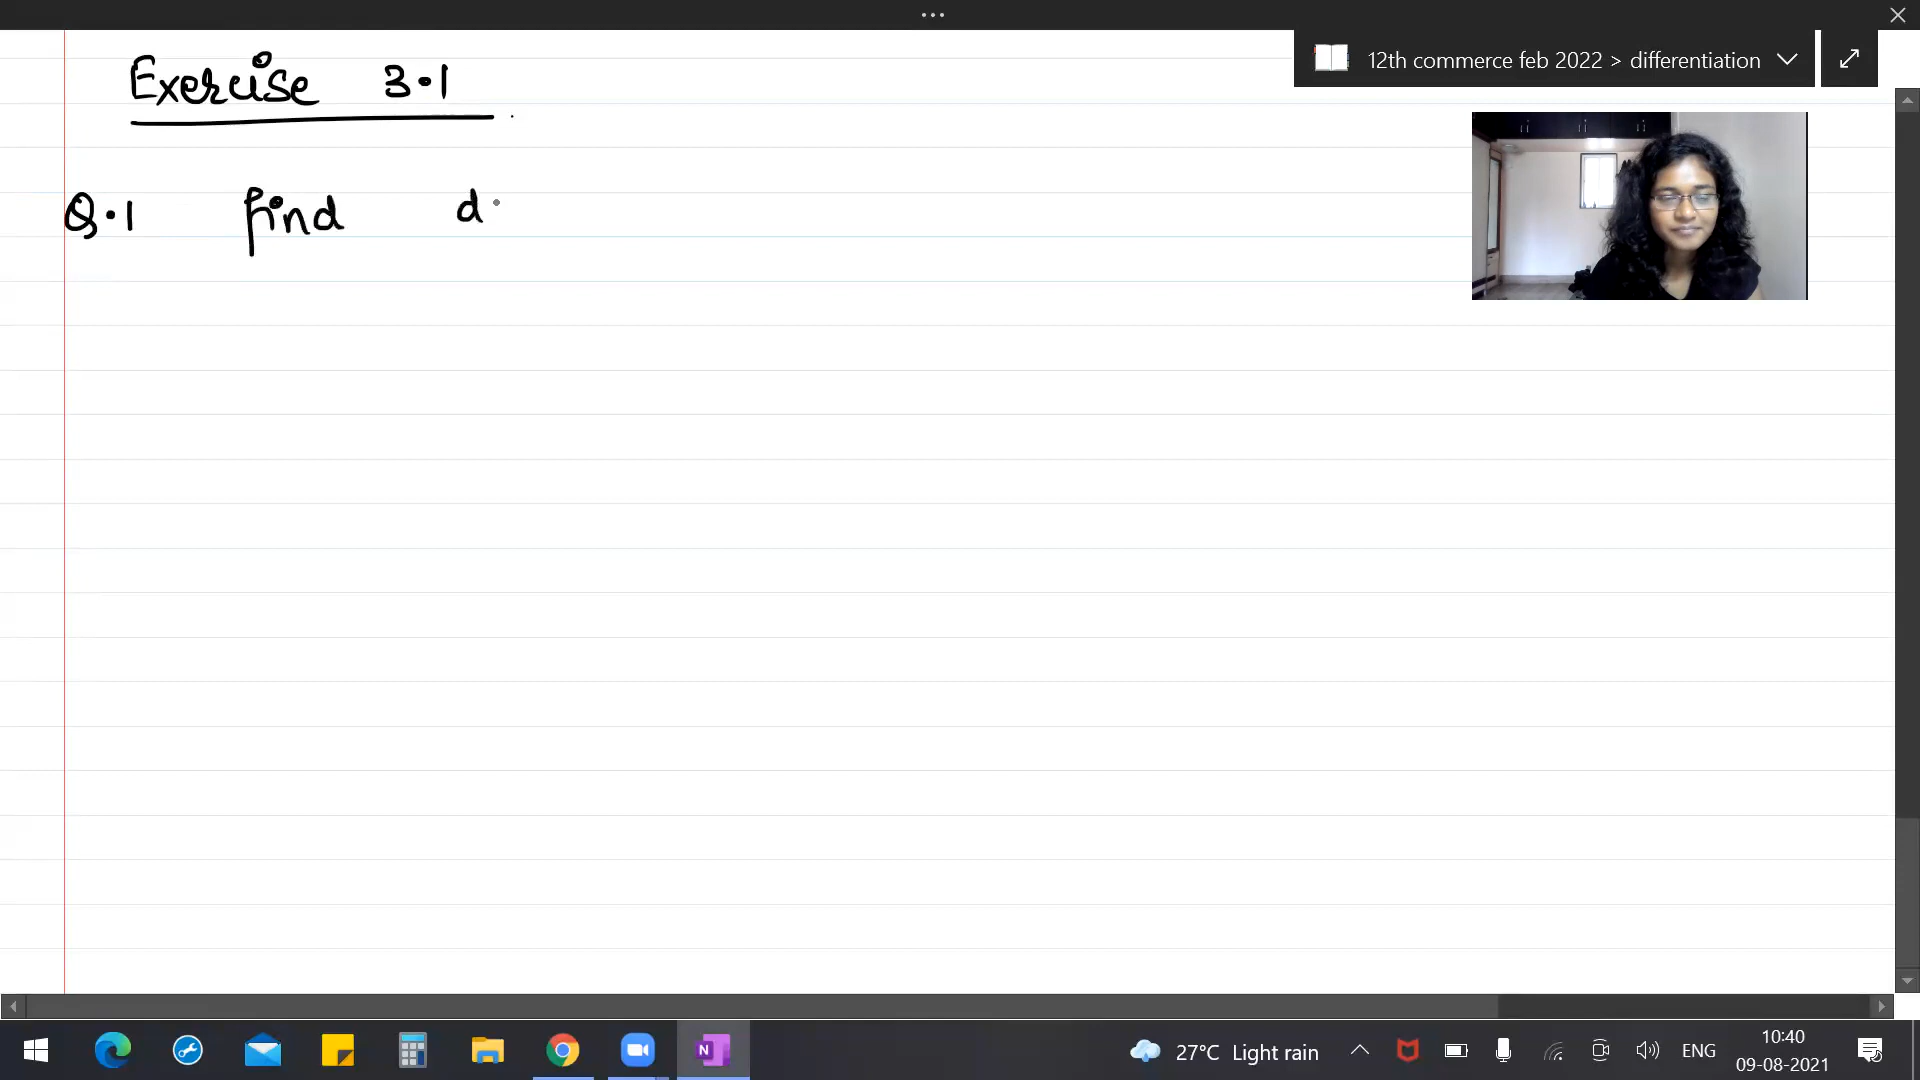 12th commerce feb 2022 > differentiation
Exercise 3.1
Q.1 find d
27°C Light rain
ENG
10:40
09-08-2021